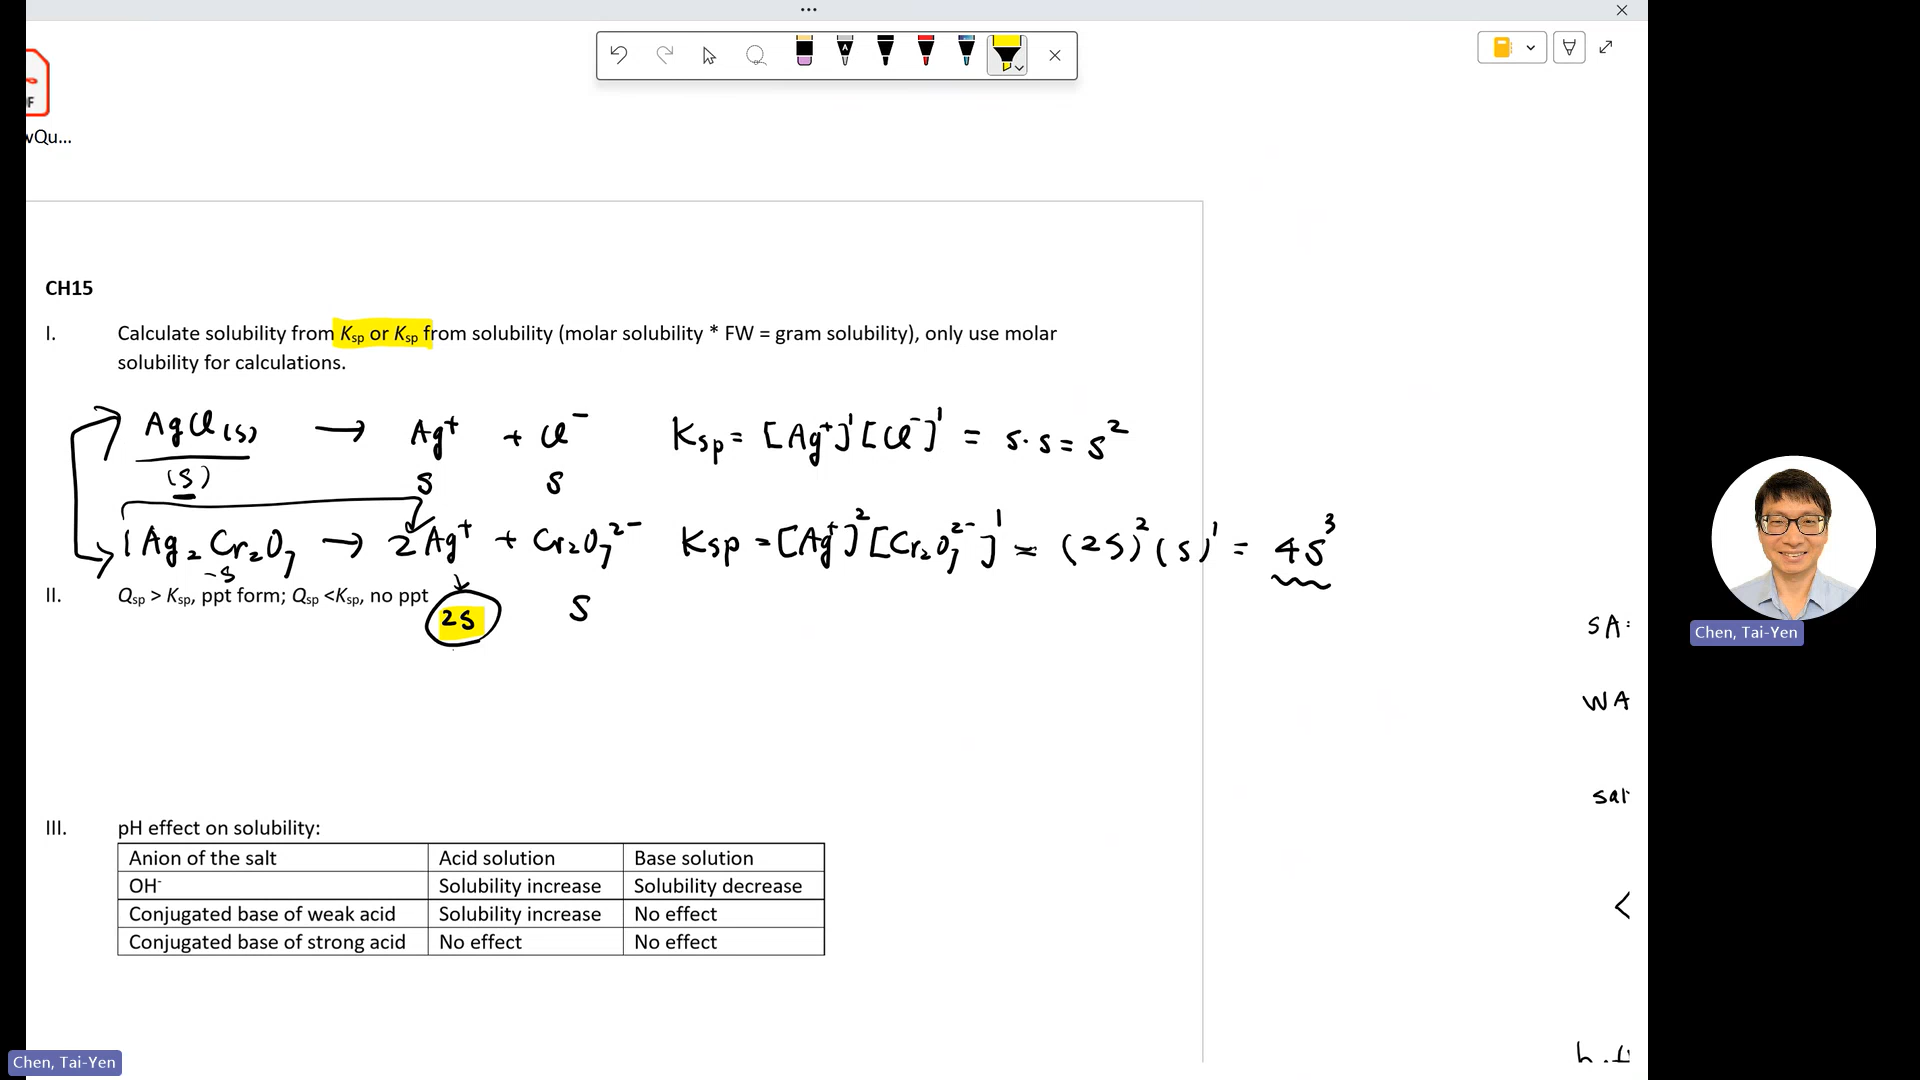 F
vQu...
CH15
I. Calculate solubility from Ksp or Ksp from solubility (molar solubility * FW = gram solubility), only use molar
solubility for calculations.
AgCl(s) → Ag⁺ + Cl⁻ Ksp = [Ag⁺]¹[Cl⁻]¹ = s·s = s²
(s) s s
1Ag₂Cr₂O₇ → 2Ag⁺ + Cr₂O₇²⁻ Ksp = [Ag⁺]²[Cr₂O₇²⁻]¹ = (2s)²(s)¹ = 4s³
-s
II. Qsp > Ksp, ppt form; Qsp <Ksp, no ppt
2s s
SA:
WA
sal
<
III. pH effect on solubility:
Anion of the salt Acid solution Base solution
OH⁻ Solubility increase Solubility decrease
Conjugated base of weak acid Solubility increase No effect
Conjugated base of strong acid No effect No effect
Chen, Tai-Yen
Chen, Tai-Yen